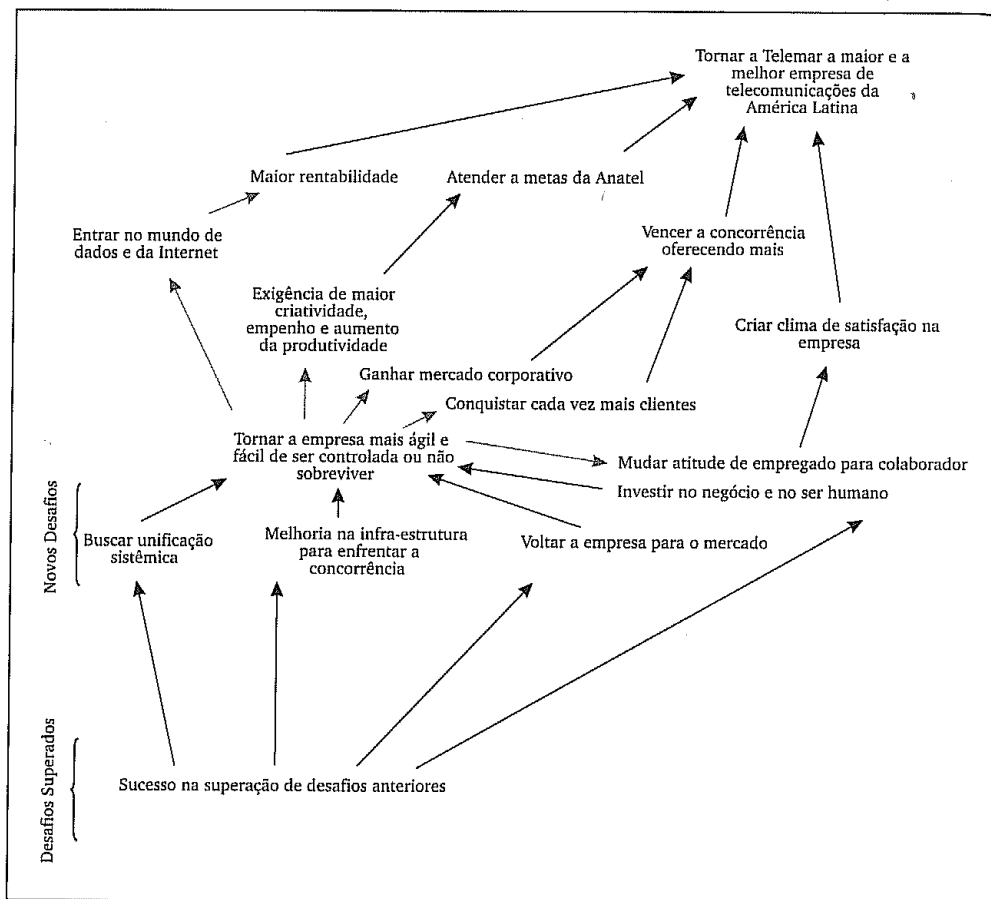 Tornar a Telemar a maior e a
melhor empresa de
telecomunicações da
América Latina
Maior rentabilidade
Atender a metas da Anatel
Entrar no mundo de
dados e da Internet
Vencer a concorrência
oferecendo mais
Exigência de maior
criatividade,
empenho e aumento
da produtividade
Criar clima de satisfação na
empresa
Ganhar mercado corporativo
Conquistar cada vez mais clientes
Tornar a empresa mais ágil e
fácil de ser controlada ou não
sobreviver
Mudar atitude de empregado para colaborador
Investir no negócio e no ser humano
Novos Desafios
Buscar unificação
sistêmica
Melhoria na infra-estrutura
para enfrentar a
concorrência
Voltar a empresa para o mercado
Desafios Superados
Sucesso na superação de desafios anteriores